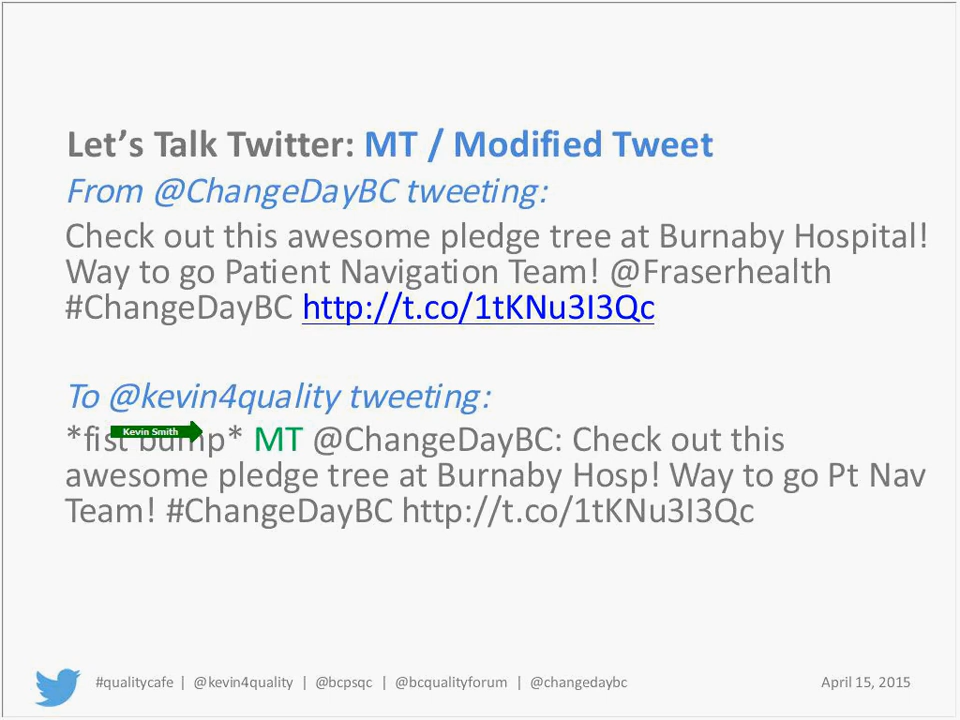 Let's Talk Twitter: MT / Modified Tweet
From @ChangeDayBC tweeting:
Check out this awesome pledge tree at Burnaby Hospital!
Way to go Patient Navigation Team! @Fraserhealth
#ChangeDayBC http://t.co/1tKNu3I3Qc
To @kevin4quality tweeting:
Kevin Smith
*fist bump* MT @ChangeDayBC: Check out this
awesome pledge tree at Burnaby Hosp! Way to go Pt Nav
Team! #ChangeDayBC http://t.co/1tKNu3I3Qc
#qualitycafe | @kevin4quality | @bcpsqc | @bcqualityforum | @changedaybc April 15, 2015